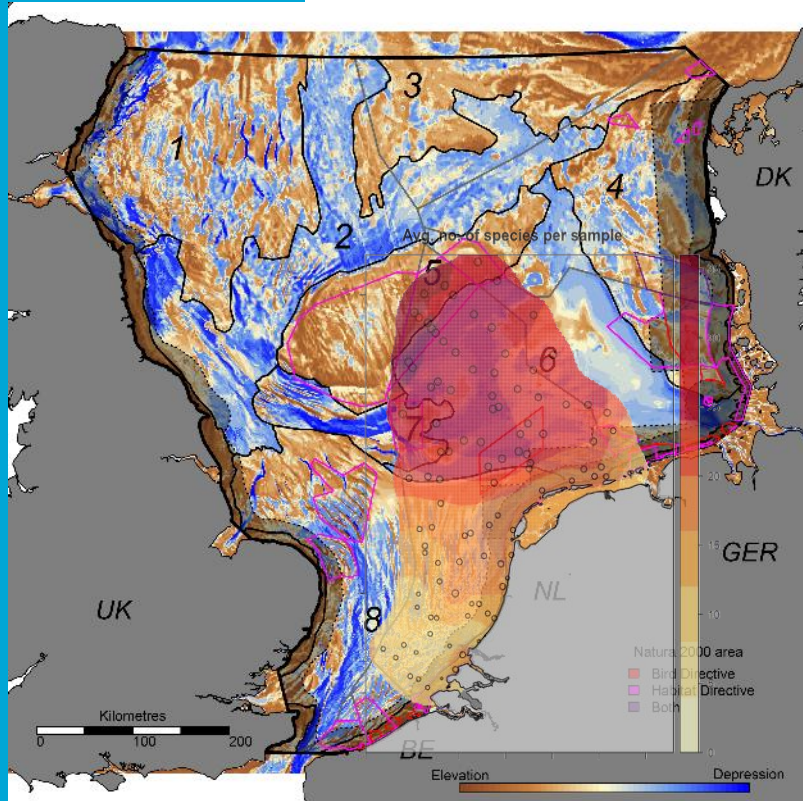 3
1
DK
4
2
Avg. no. of species per sample
5
6
7
20
GER
15
NL
UK
10
8
Natura 2000 area
Bird Directive
Habitat Directive
Both
Kilometres
0 100 200
0
BE
Elevation Depression